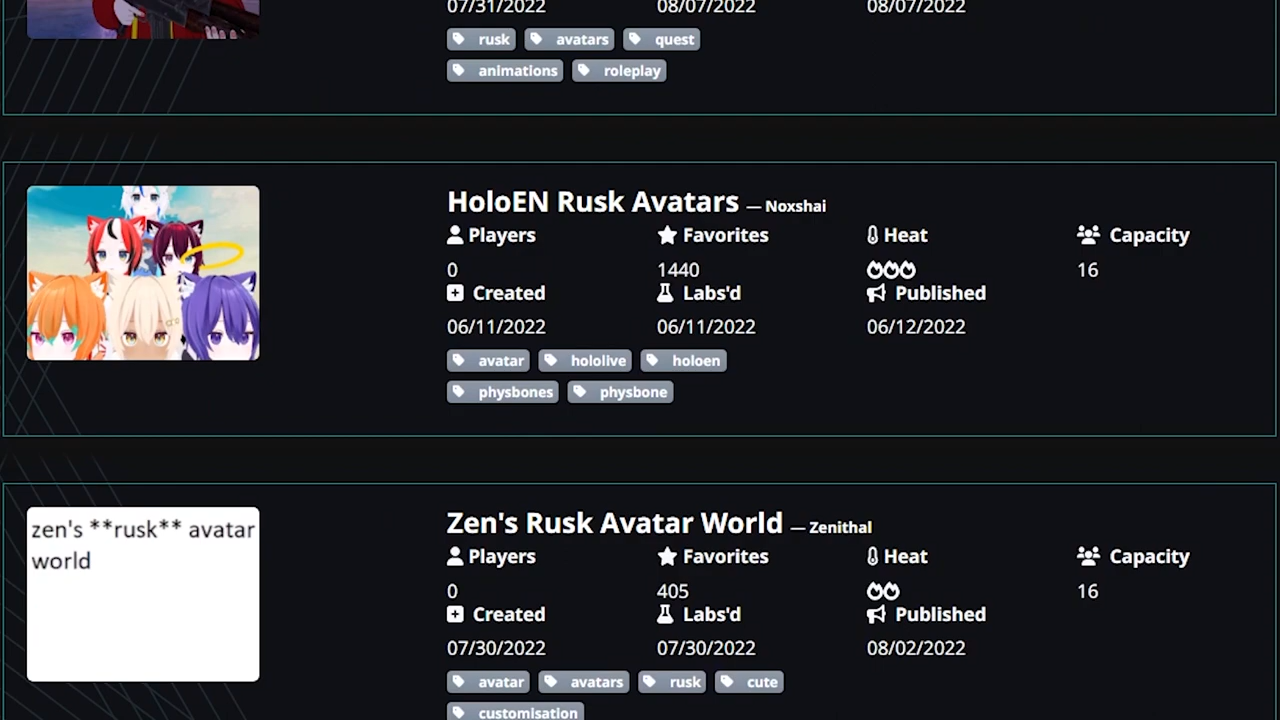 07/31/2022 08/07/2022 08/07/2022
rusk avatars quest
animations roleplay
HoloEN Rusk Avatars — Noxshai
Players Favorites Heat Capacity
0 1440 16
Created Labs'd Published
06/11/2022 06/11/2022 06/12/2022
avatar hololive holoen
physbones physbone
zen's **rusk** avatar
world
Zen's Rusk Avatar World — Zenithal
Players Favorites Heat Capacity
0 405 16
Created Labs'd Published
07/30/2022 07/30/2022 08/02/2022
avatar avatars rusk cute
customisation